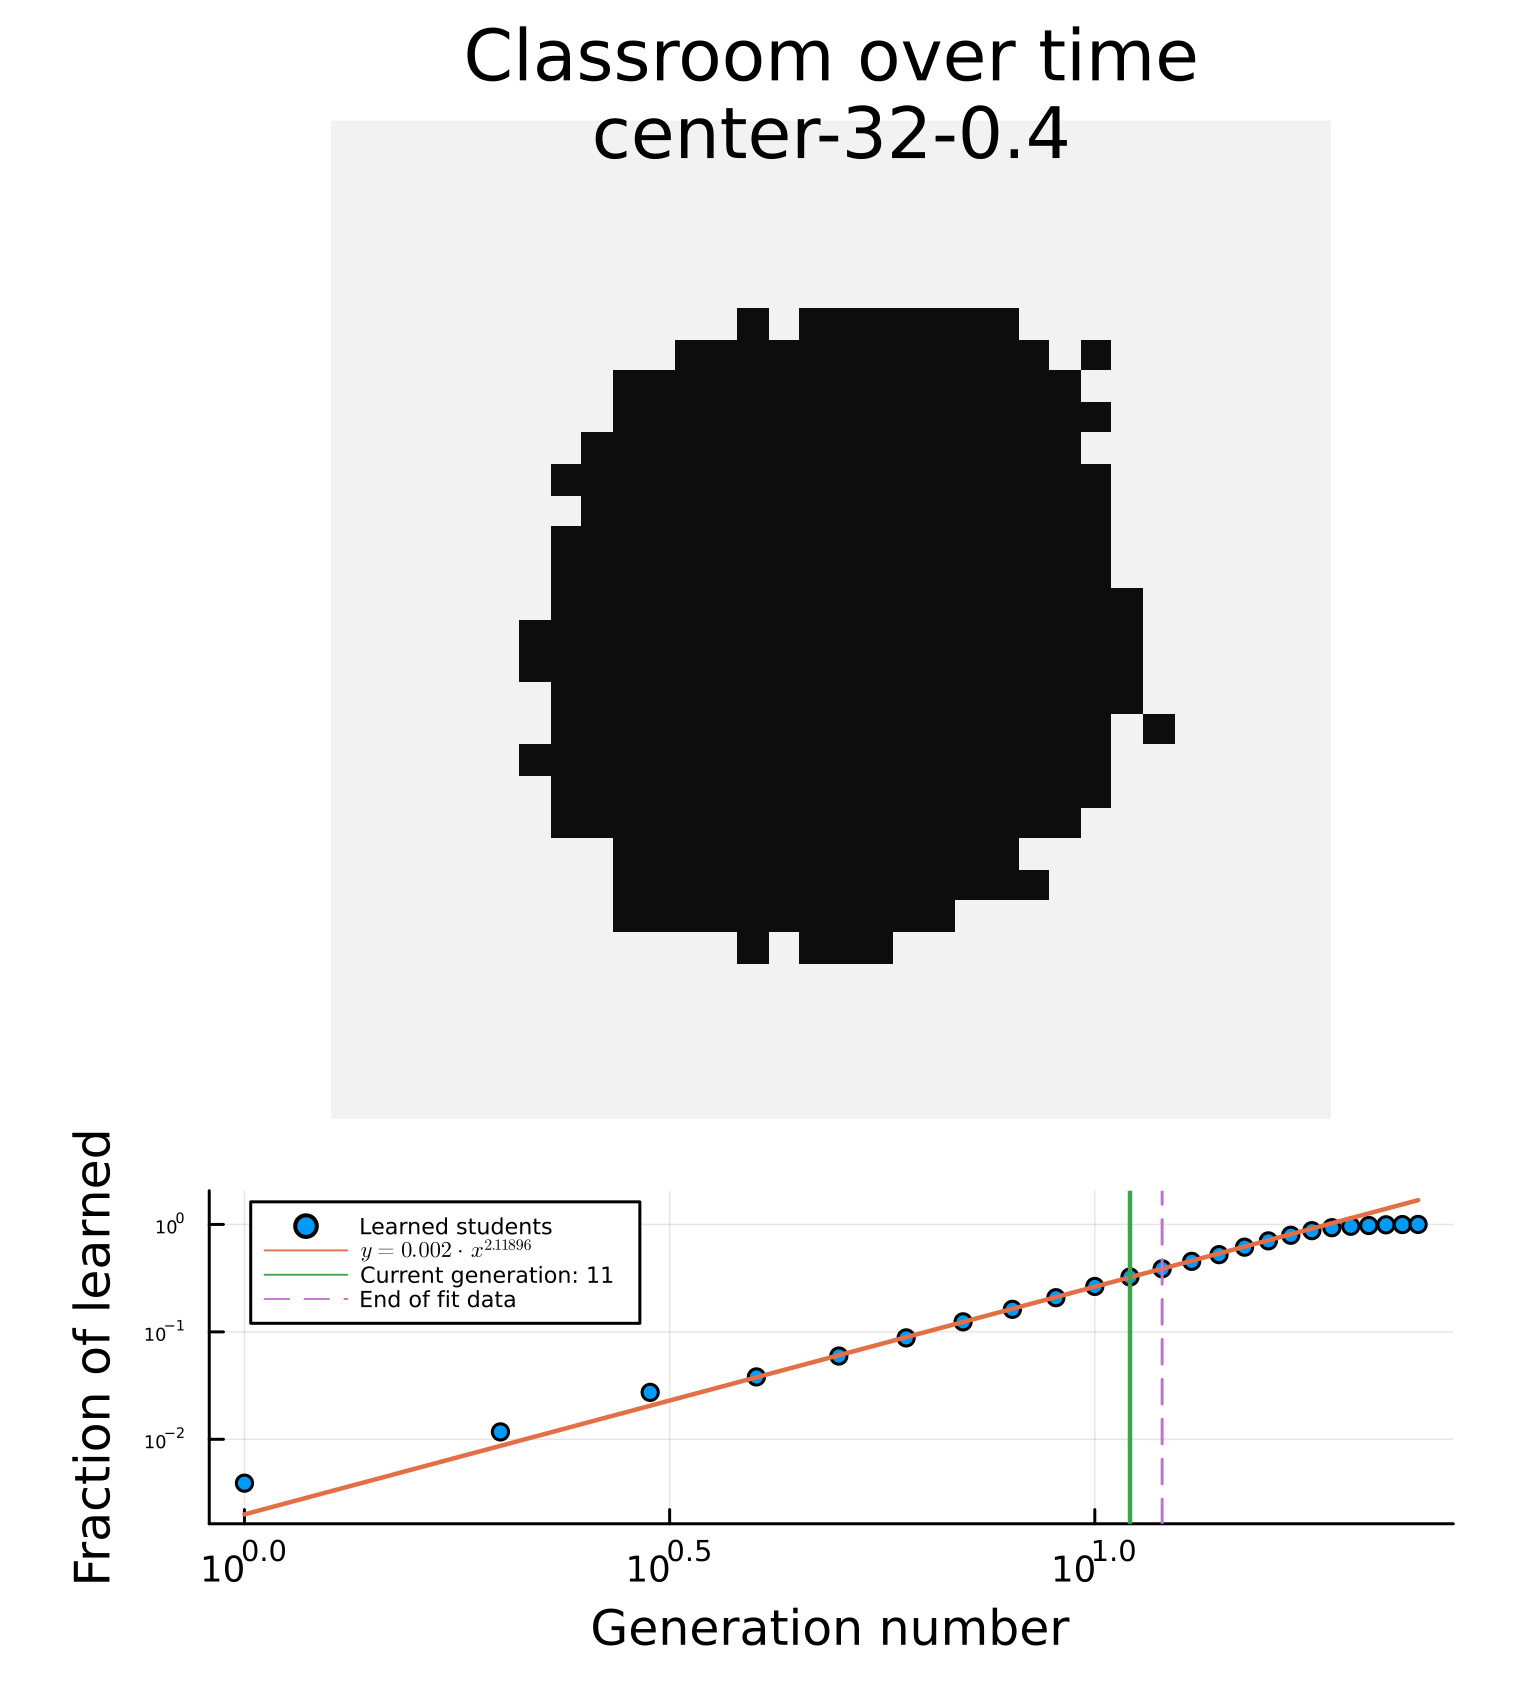 Classroom over time
center-32-0.4
Fraction of learned
10^0
10^-1
10^-2
Learned students
y = 0.002 · x^2.11896
Current generation: 11
End of fit data
10^0.0
10^0.5
10^1.0
Generation number